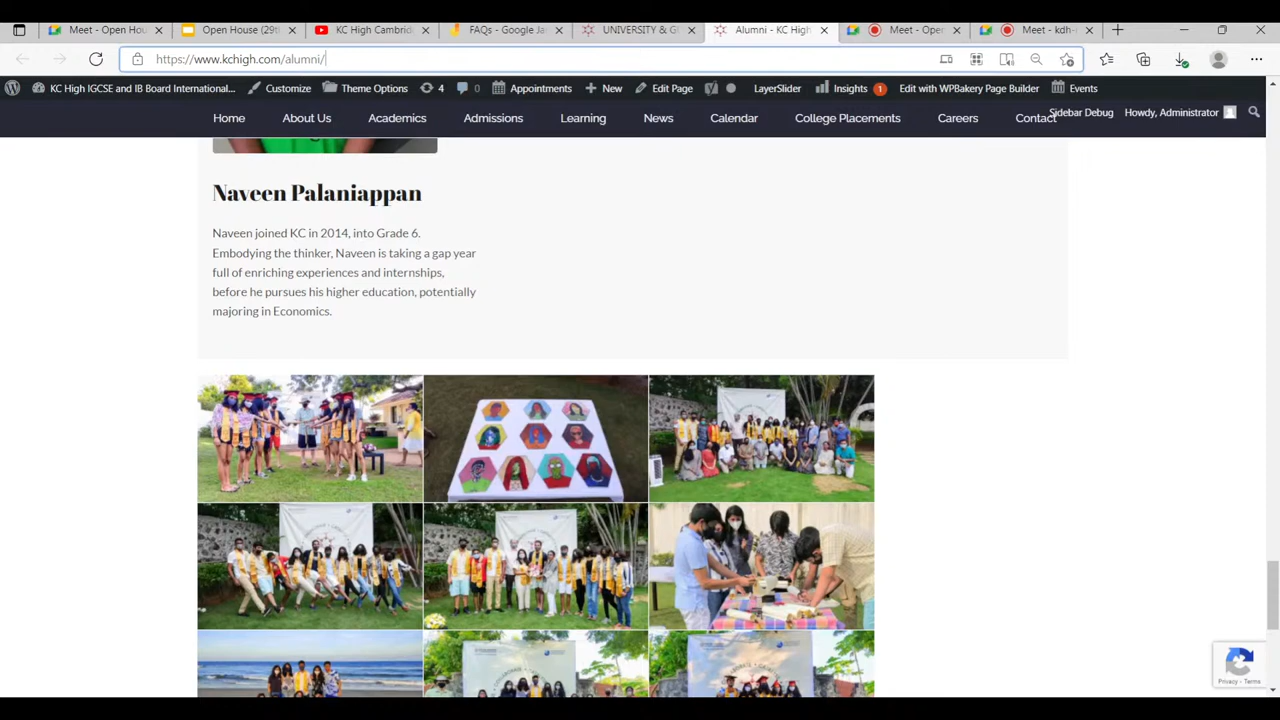 Meet - Open Hou
Open House (29t
KC High Cambrid
FAQs - Google Ja
UNIVERSITY & G
Alumni - KC High
Meet - Open
Meet - kdh-r
https://www.kchigh.com/alumni/
KC High IGCSE and IB Board International...
Customize
Theme Options
4
0
Appointments
New
Edit Page
LayerSlider
Insights 1
Edit with WPBakery Page Builder
Events
Home
About Us
Academics
Admissions
Learning
News
Calendar
College Placements
Careers
Contact
Sidebar Debug
Howdy, Administrator
Naveen Palaniappan
Naveen joined KC in 2014, into Grade 6.
Embodying the thinker, Naveen is taking a gap year
full of enriching experiences and internships,
before he pursues his higher education, potentially
majoring in Economics.
Privacy - Terms